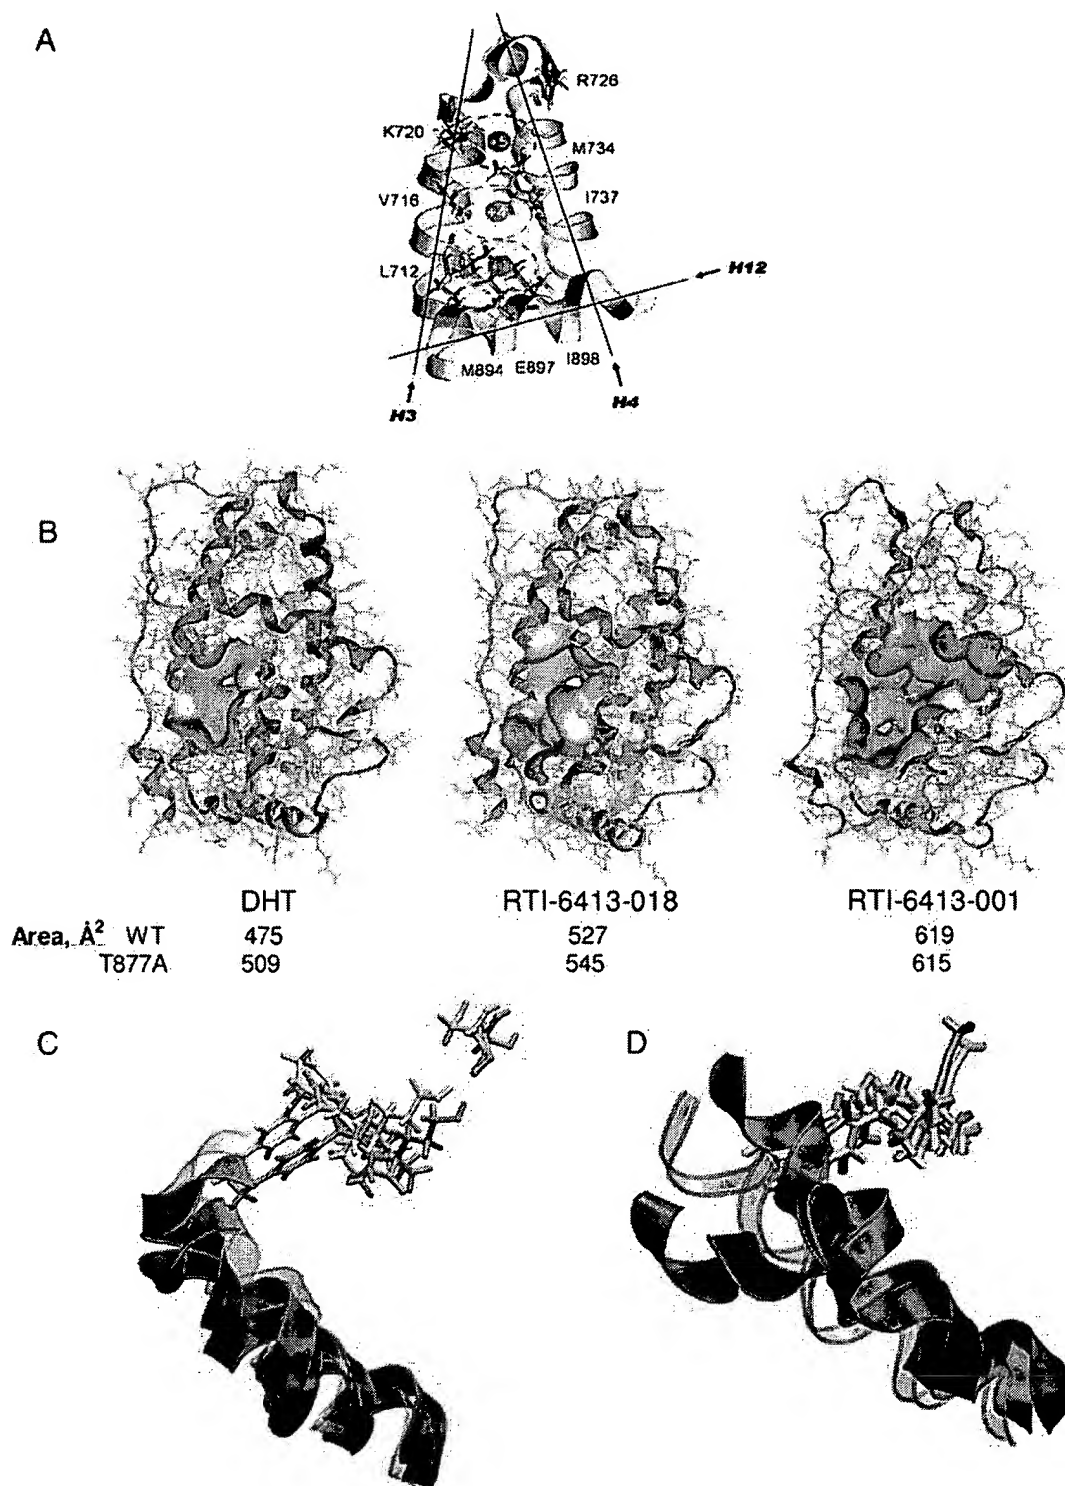 A
R726
K720
M734
V716
I737
L712
H12
M894 E897 I898
H3
H4
B
DHT RTI-6413-018 RTI-6413-001
Area, Å2 WT 475 527 619
T877A 509 545 615
C
D